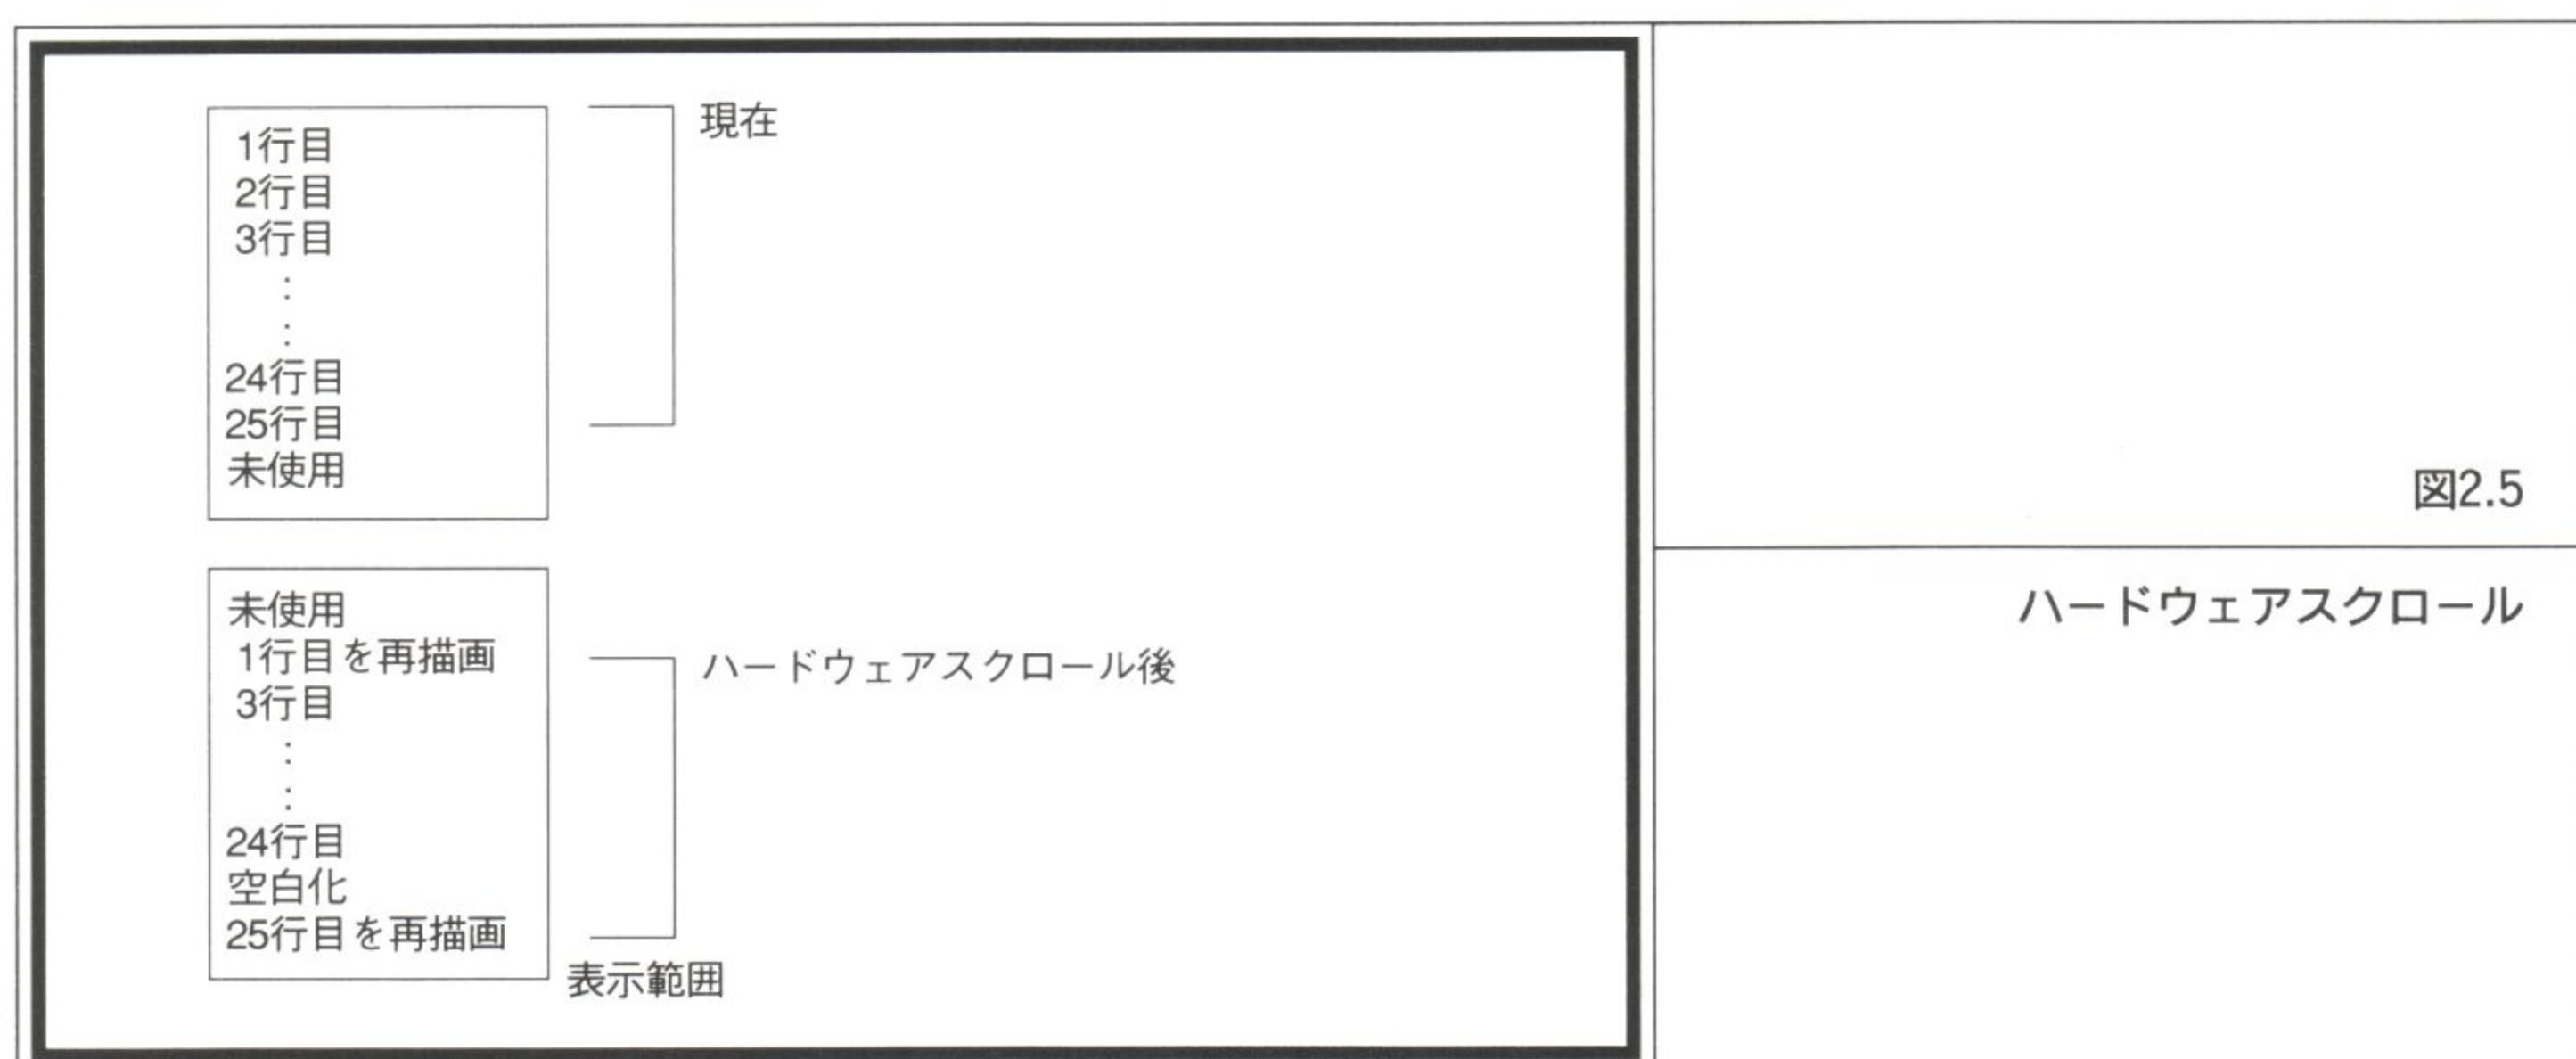 1行目
2行目
3行目
:
:
24行目
25行目
未使用
現在
未使用
1行目を再描画
3行目
:
:
24行目
空白化
25行目を再描画
ハードウェアスクロール後
表示範囲
図2.5
ハードウェアスクロール